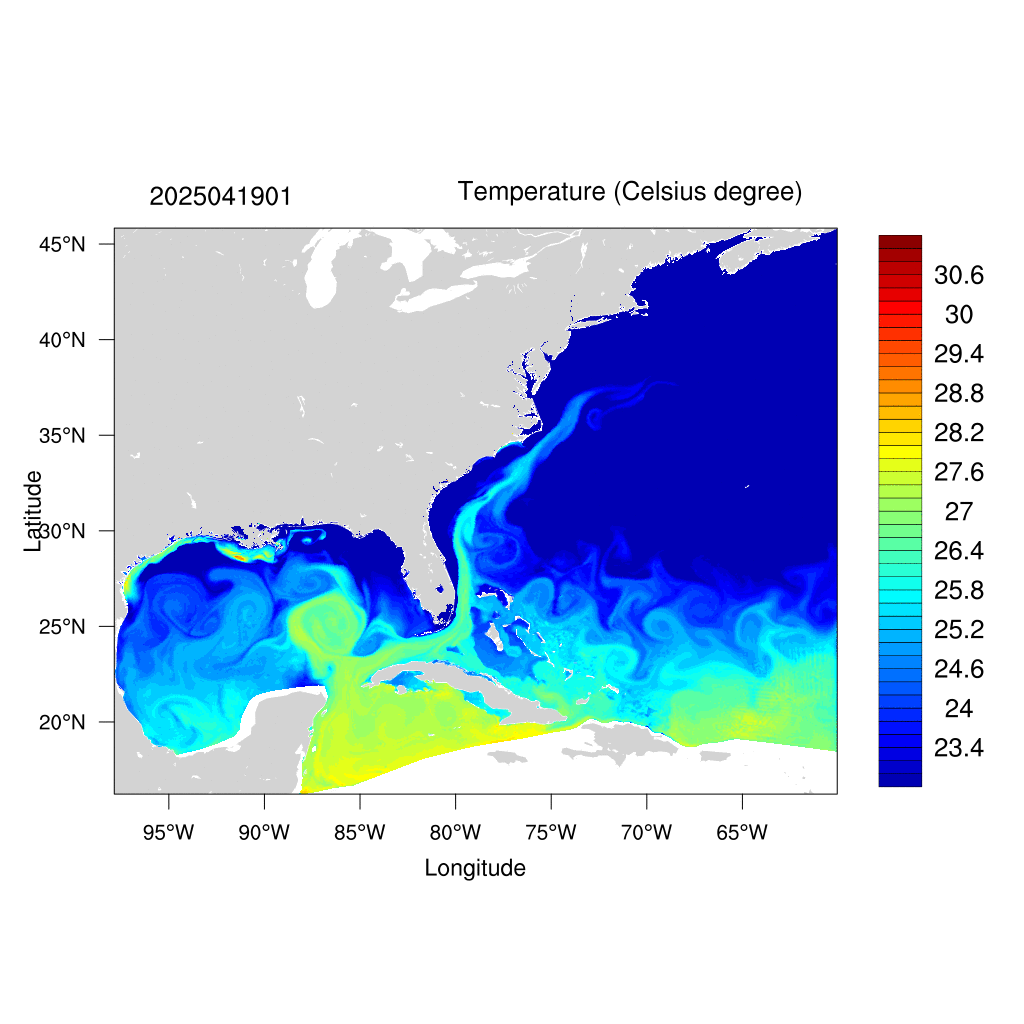 2025041901
Temperature (Celsius degree)
45°N
40°N
35°N
30°N
25°N
20°N
Latitude
95°W
90°W
85°W
80°W
75°W
70°W
65°W
Longitude
30.6
30
29.4
28.8
28.2
27.6
27
26.4
25.8
25.2
24.6
24
23.4